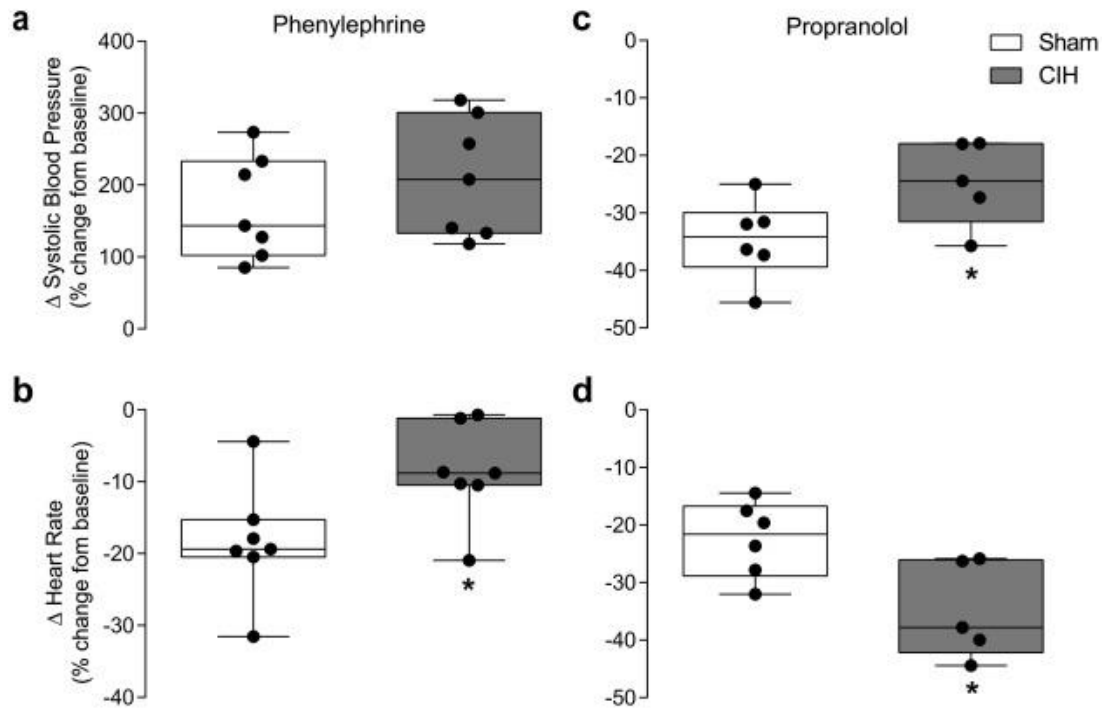 a
Phenylephrine
Δ Systolic Blood Pressure
(% change fom baseline)
400
300
200
100
0
c
Propranolol
Sham
CIH
0
-10
-20
-30
-40
-50
*
b
Δ Heart Rate
(% change fom baseline)
0
-10
-20
-30
-40
*
d
0
-10
-20
-30
-40
-50
*